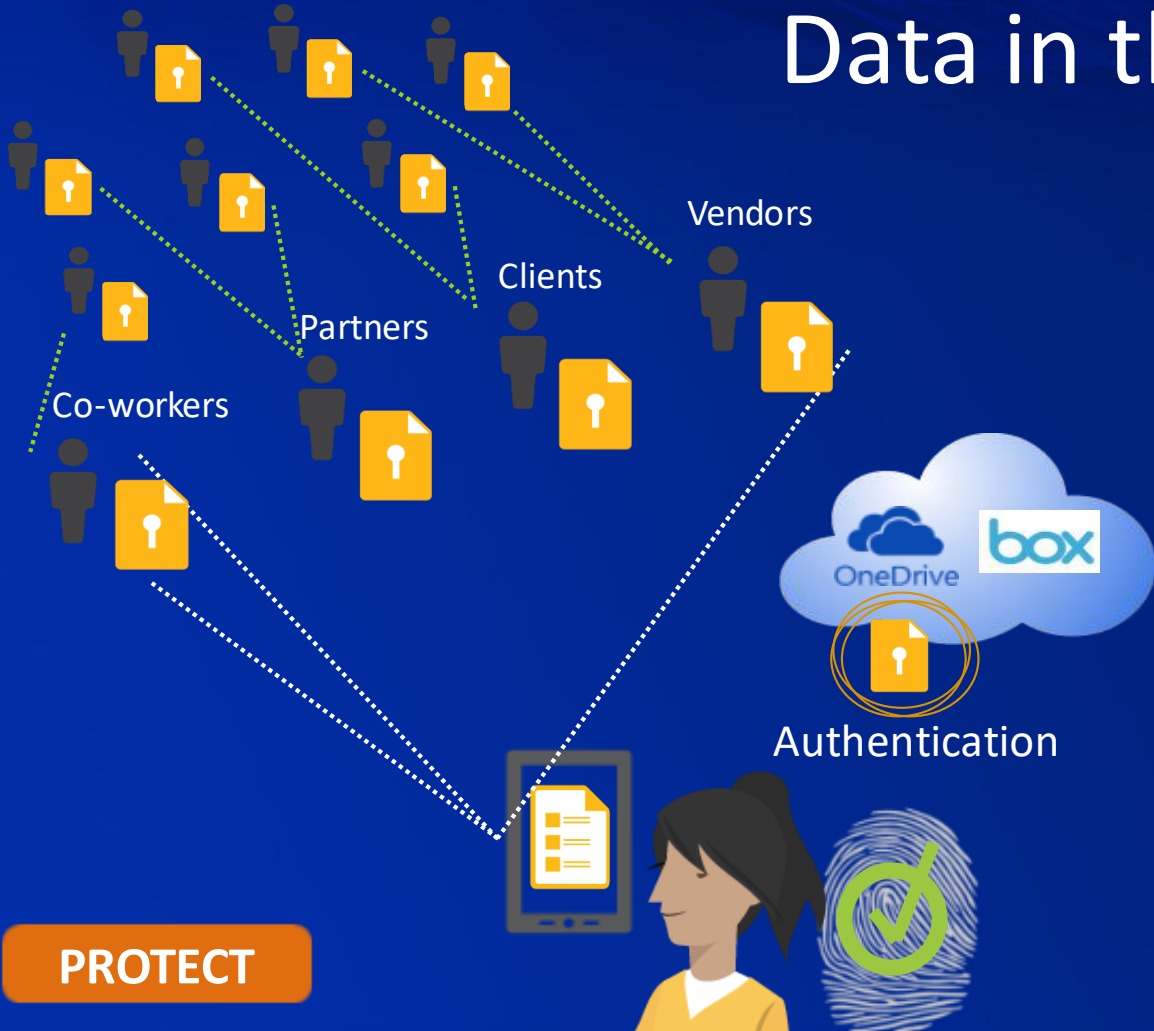 Data in th
Vendors
Clients
Partners
Co-workers
OneDrive
box
Authentication
PROTECT